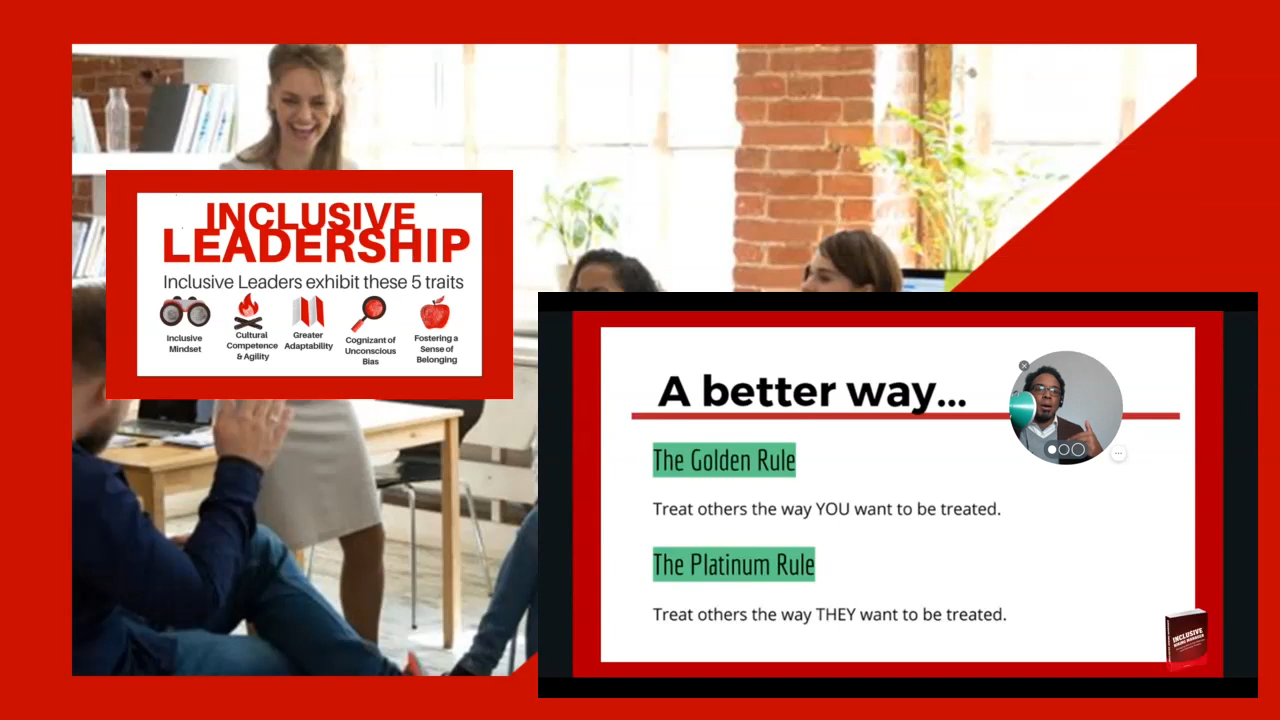 INCLUSIVE
LEADERSHIP
Inclusive Leaders exhibit these 5 traits
Inclusive
Mindset
Cultural
Competence
& Agility
Greater
Adaptability
Cognizant of
Unconscious
Bias
Fostering a
Sense of
Belonging
A better way...
The Golden Rule
Treat others the way YOU want to be treated.
The Platinum Rule
Treat others the way THEY want to be treated.
INCLUSIVE
HIRING MANAGER